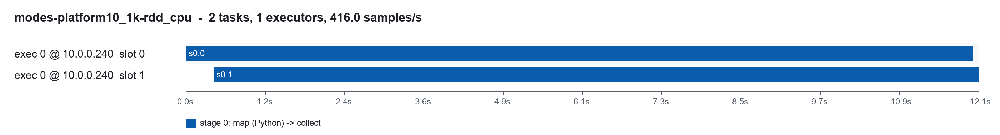 modes-platform10_1k-rdd_cpu - 2 tasks, 1 executors, 416.0 samples/s
exec 0 @ 10.0.0.240 slot 0
s0.0
exec 0 @ 10.0.0.240 slot 1
s0.1
0.0s 1.2s 2.4s 3.6s 4.9s 6.1s 7.3s 8.5s 9.7s 10.9s 12.1s
stage 0: map (Python) -> collect